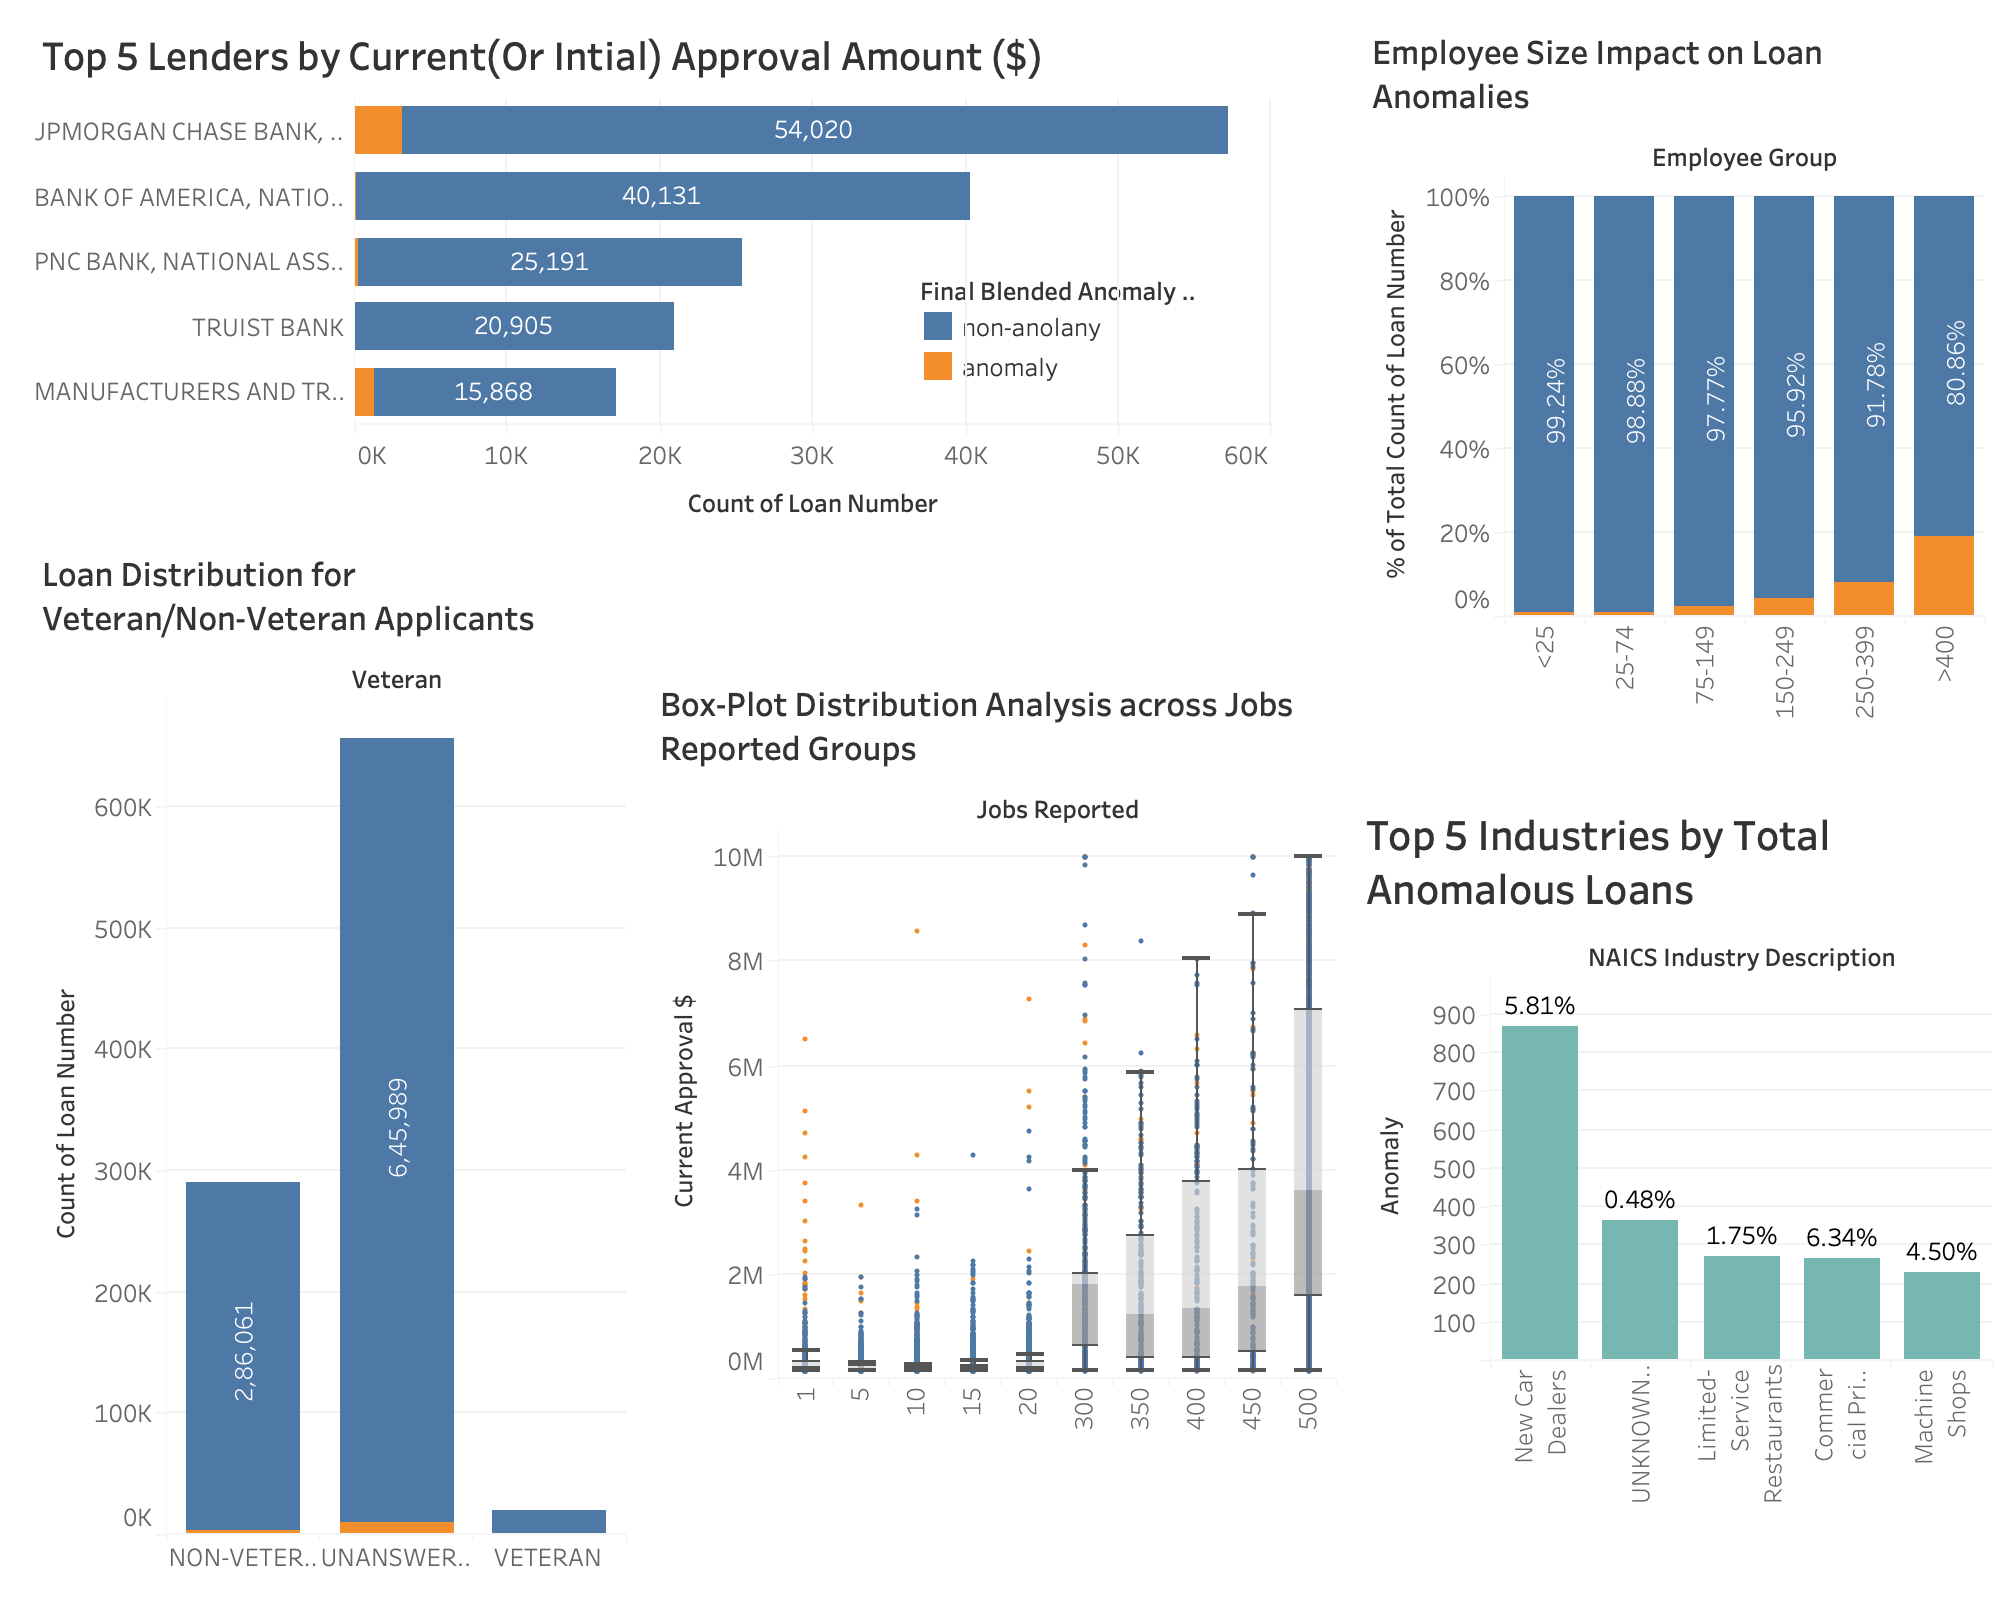 Top 5 Lenders by Current(Or Intial) Approval Amount ($)
JPMORGAN CHASE BANK, ..
54,020
BANK OF AMERICA, NATIO..
40,131
PNC BANK, NATIONAL ASS..
25,191
TRUIST BANK
20,905
MANUFACTURERS AND TR..
15,868
0K 10K 20K 30K 40K 50K 60K
Count of Loan Number
Final Blended Anomaly ..
non-anolany
anomaly
Employee Size Impact on Loan
Anomalies
Employee Group
% of Total Count of Loan Number
100%
80%
60%
40%
20%
0%
99.24% 98.88% 97.77% 95.92% 91.78% 80.86%
<25 25-74 75-149 150-249 250-399 >400
Loan Distribution for
Veteran/Non-Veteran Applicants
Veteran
Count of Loan Number
600K
500K
400K
300K
200K
100K
0K
2,86,061
6,45,989
NON-VETER.. UNANSWER.. VETERAN
Box-Plot Distribution Analysis across Jobs
Reported Groups
Jobs Reported
Current Approval $
10M
8M
6M
4M
2M
0M
1 5 10 15 20 300 350 400 450 500
Top 5 Industries by Total
Anomalous Loans
NAICS Industry Description
Anomaly
900
800
700
600
500
400
300
200
100
5.81% 0.48% 1.75% 6.34% 4.50%
New Car
Dealers
UNKNOWN..
Limited-
Service
Restaurants
Commer
cial Pri..
Machine
Shops